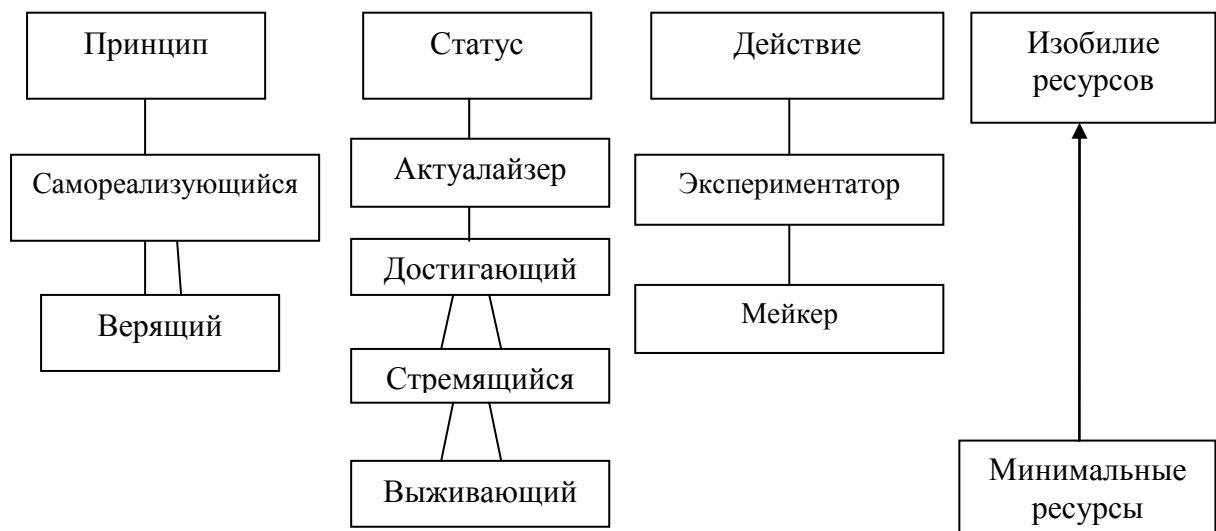 Принцип
Статус
Действие
Изобилие
ресурсов
Самореализующийся
Актуалайзер
Экспериментатор
Достигающий
Верящий
Мейкер
Стремящийся
Выживающий
Минимальные
ресурсы